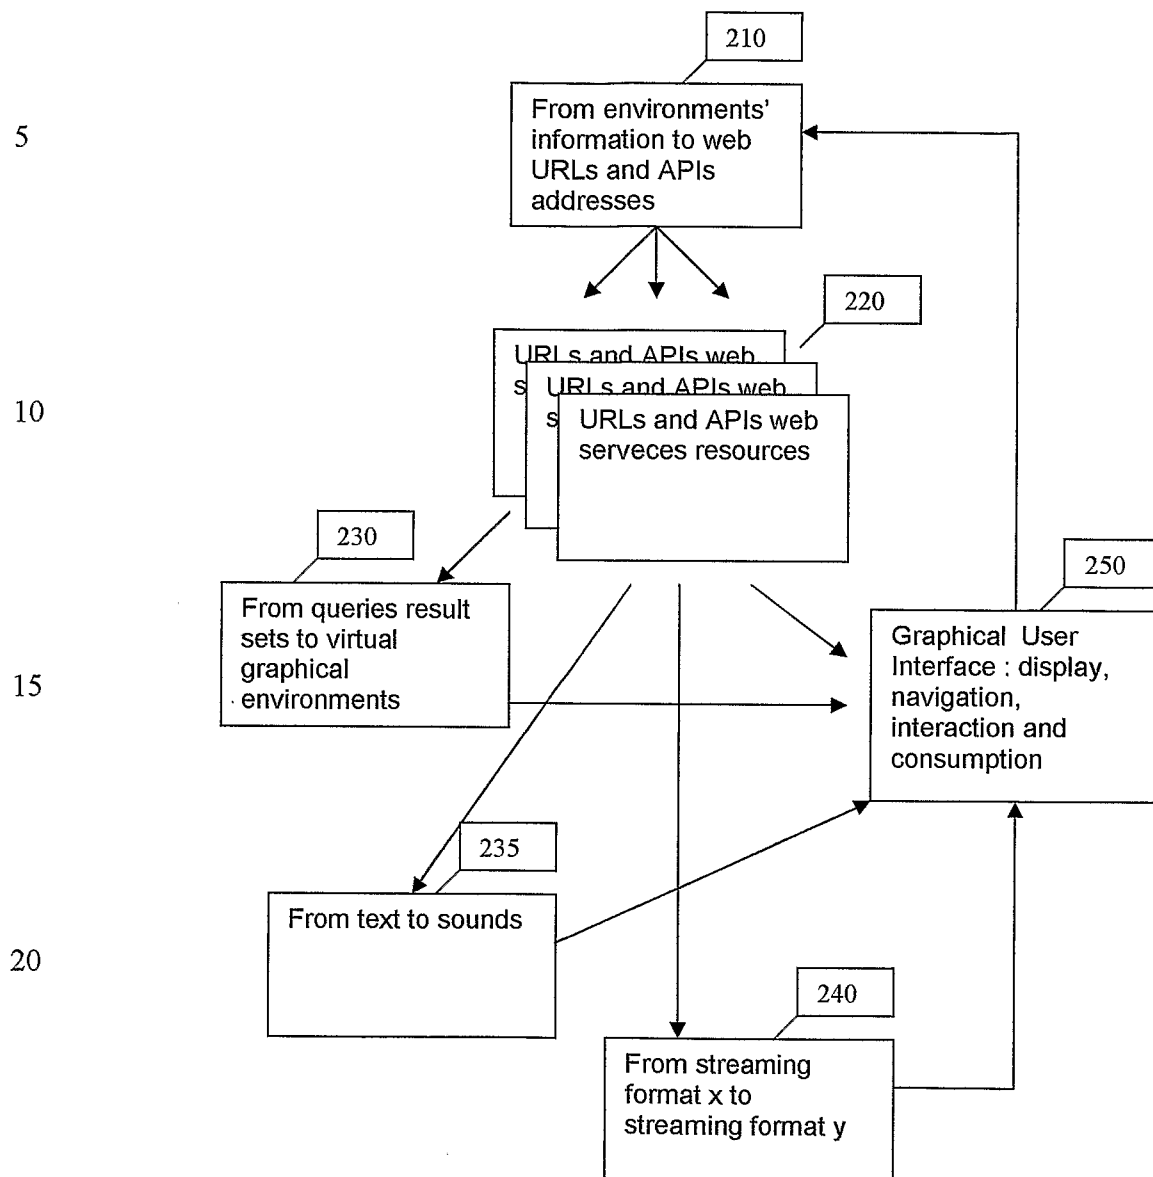 210
From environments'
information to web
URLs and APIs
addresses
5
220
URLs and APIs web
s
URLs and APIs web
s
URLs and APIs web
serveces resources
10
230
From queries result
sets to virtual
graphical
environments
250
Graphical User
Interface : display,
navigation,
interaction and
consumption
15
235
From text to sounds
20
240
From streaming
format x to
streaming format y